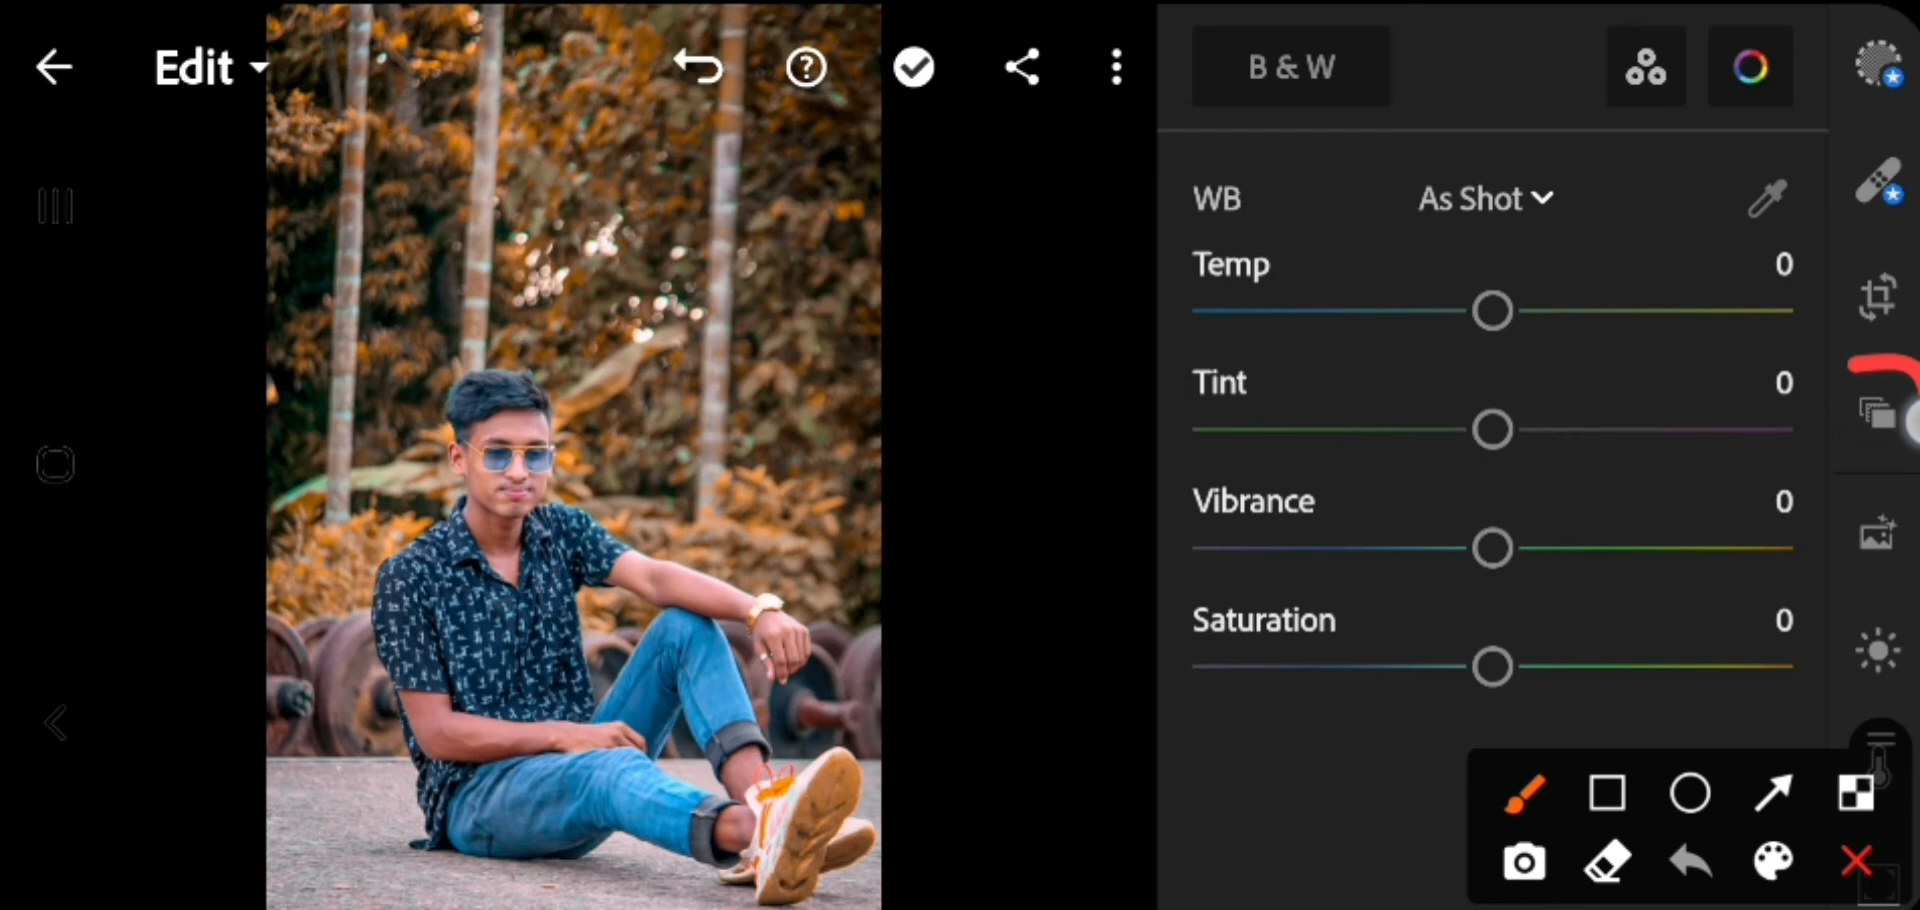 Edit
B & W
WB As Shot
Temp 0
Tint 0
Vibrance 0
Saturation 0